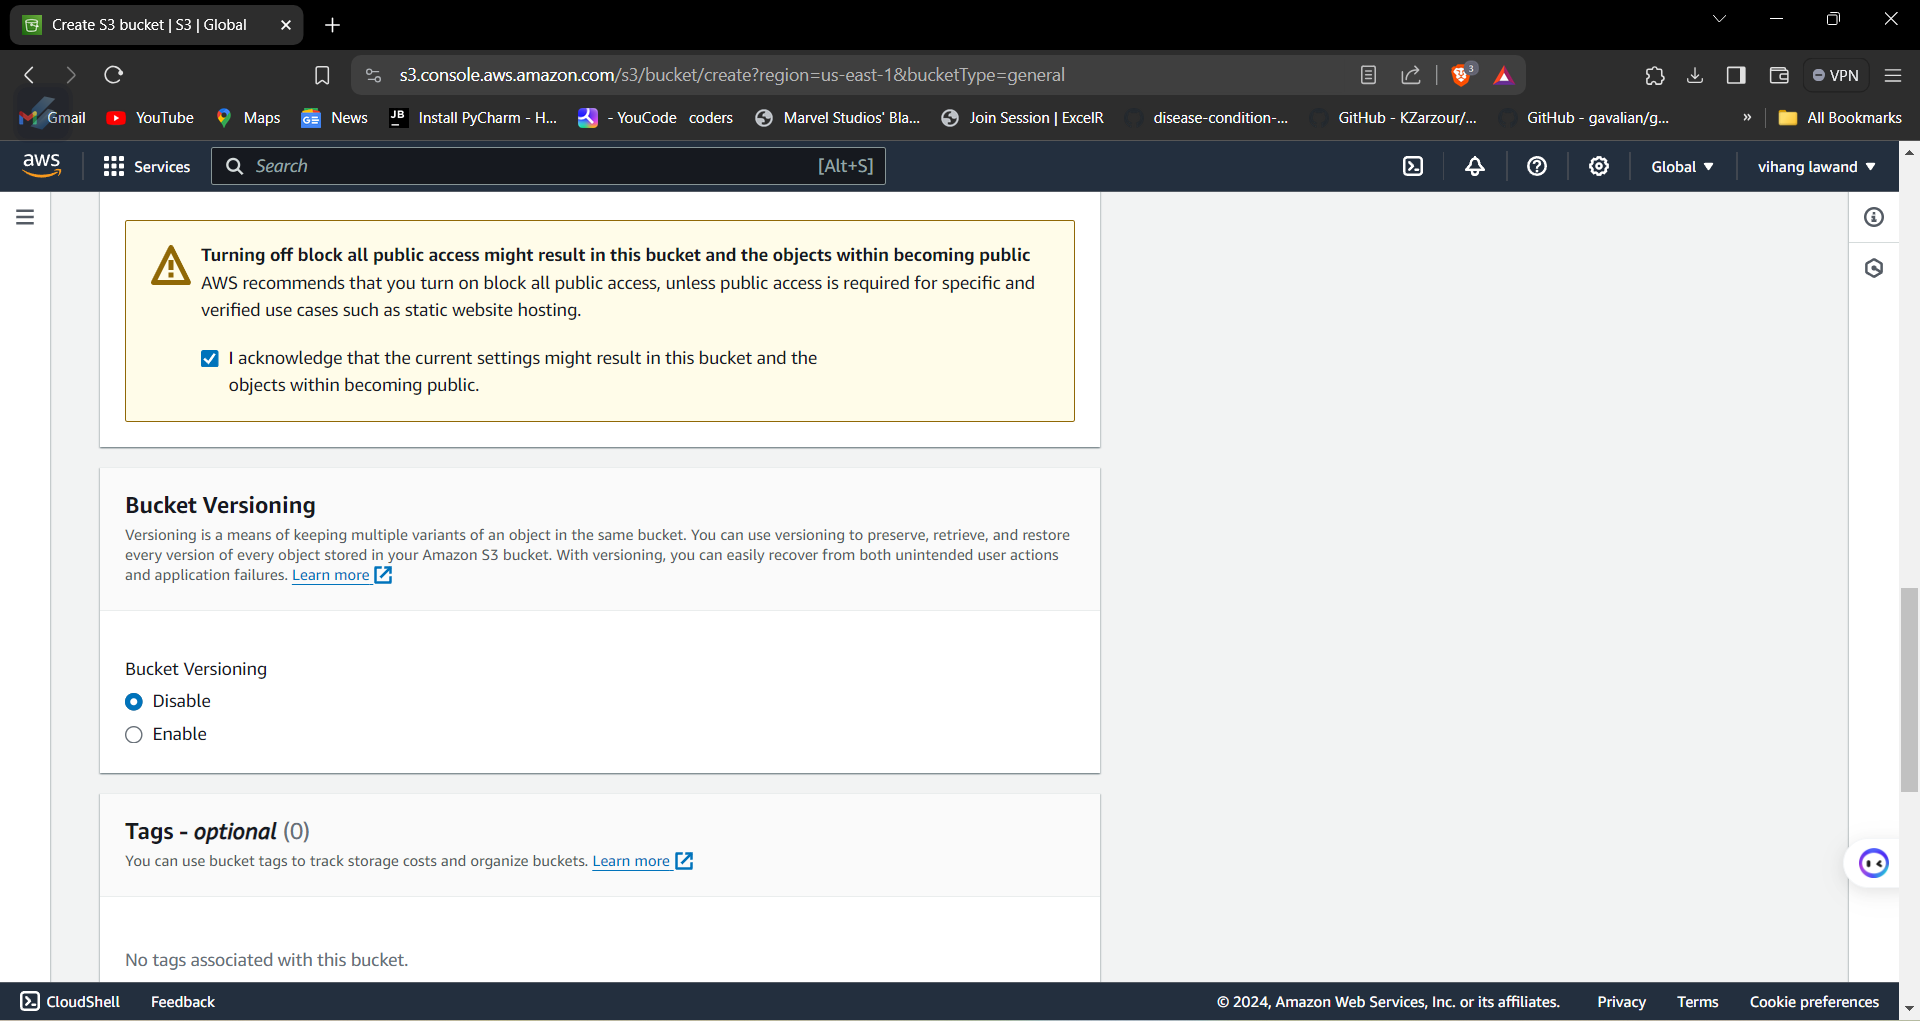 Create S3 bucket | S3 | Global
s3.console.aws.amazon.com/s3/bucket/create?region=us-east-1&bucketType=general
3
VPN
Gmail
YouTube
Maps
News
Install PyCharm - H...
- YouCode coders
Marvel Studios' Bla...
Join Session | ExcelR
disease-condition-...
GitHub - KZarzour/...
GitHub - gavalian/g...
»
All Bookmarks
aws
Services
Search
[Alt+S]
Global
vihang lawand
Turning off block all public access might result in this bucket and the objects within becoming public
AWS recommends that you turn on block all public access, unless public access is required for specific and
verified use cases such as static website hosting.
I acknowledge that the current settings might result in this bucket and the
objects within becoming public.
Bucket Versioning
Versioning is a means of keeping multiple variants of an object in the same bucket. You can use versioning to preserve, retrieve, and restore
every version of every object stored in your Amazon S3 bucket. With versioning, you can easily recover from both unintended user actions
and application failures. Learn more
Bucket Versioning
Disable
Enable
Tags - optional (0)
You can use bucket tags to track storage costs and organize buckets. Learn more
No tags associated with this bucket.
CloudShell
Feedback
© 2024, Amazon Web Services, Inc. or its affiliates.
Privacy
Terms
Cookie preferences